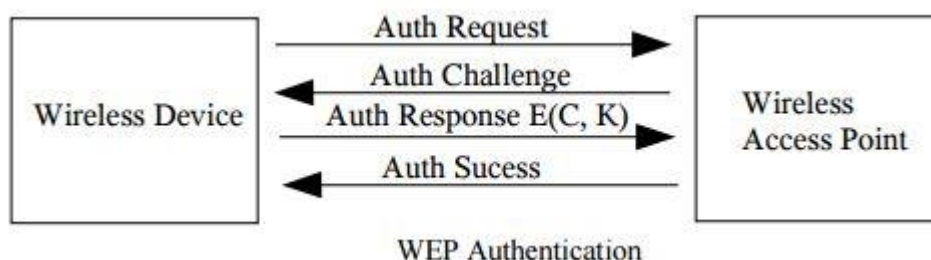 Auth Request
Auth Challenge
Wireless Device
Auth Response E(C, K)
Wireless
Access Point
Auth Sucess
WEP Authentication